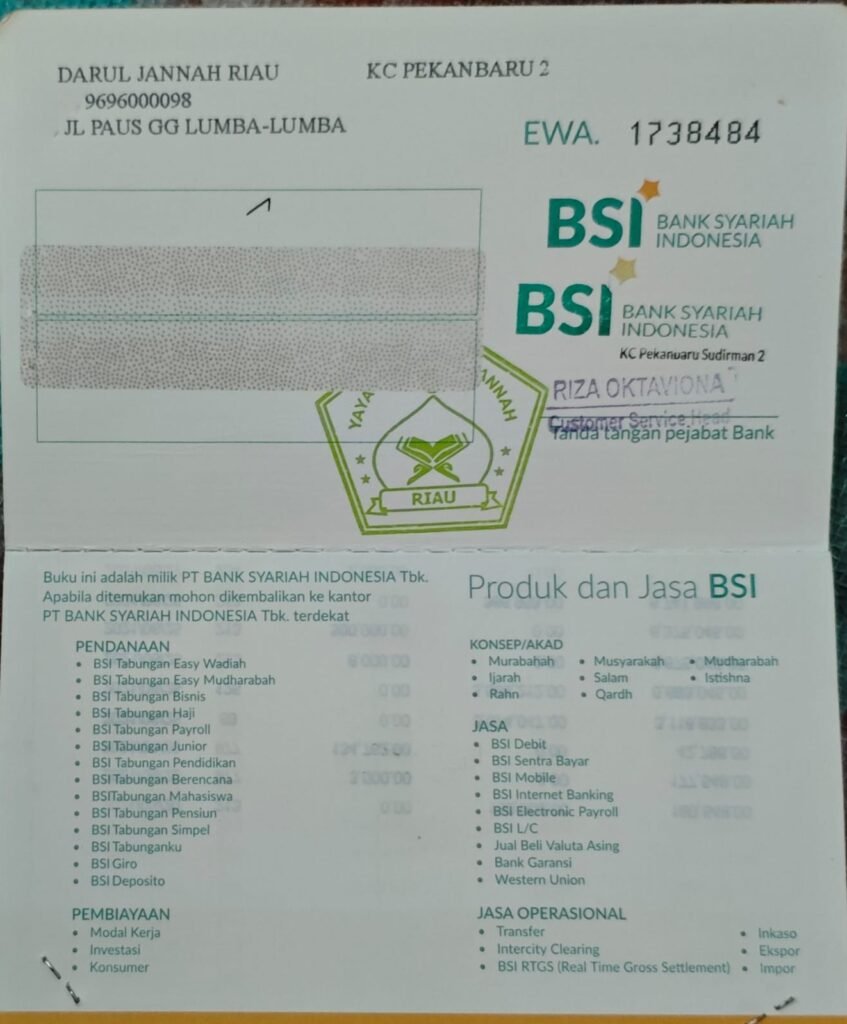 DARUL JANNAH RIAU KC PEKANBARU 2
9696000098
JL PAUS GG LUMBA-LUMBA
EWA. 1738484
BSI BANK SYARIAH
INDONESIA
BSI BANK SYARIAH
INDONESIA
KC Pekanbaru Sudirman 2
RIZA OKTAVIONA
Customer Service Head
Tanda tangan pejabat Bank
JANNAH
RIAU
Buku ini adalah milik PT BANK SYARIAH INDONESIA Tbk.
Apabila ditemukan mohon dikembalikan ke kantor
PT BANK SYARIAH INDONESIA Tbk. terdekat
PENDANAAN
• BSI Tabungan Easy Wadiah
• BSI Tabungan Easy Mudharabah
• BSI Tabungan Bisnis
• BSI Tabungan Haji
• BSI Tabungan Payroll
• BSI Tabungan Junior
• BSI Tabungan Pendidikan
• BSI Tabungan Berencana
• BSITabungan Mahasiswa
• BSI Tabungan Pensiun
• BSI Tabungan Simpel
• BSI Tabunganku
• BSI Giro
• BSI Deposito
PEMBIAYAAN
• Modal Kerja
• Investasi
• Konsumer
Produk dan Jasa BSI
KONSEP/AKAD
• Murabahah • Musyarakah • Mudharabah
• Ijarah • Salam • Istishna
• Rahn • Qardh
JASA
• BSI Debit
• BSI Sentra Bayar
• BSI Mobile
• BSI Internet Banking
• BSI Electronic Payroll
• BSI L/C
• Jual Beli Valuta Asing
• Bank Garansi
• Western Union
JASA OPERASIONAL
• Transfer • Inkaso
• Intercity Clearing • Ekspor
• BSI RTGS (Real Time Gross Settlement) • Impor